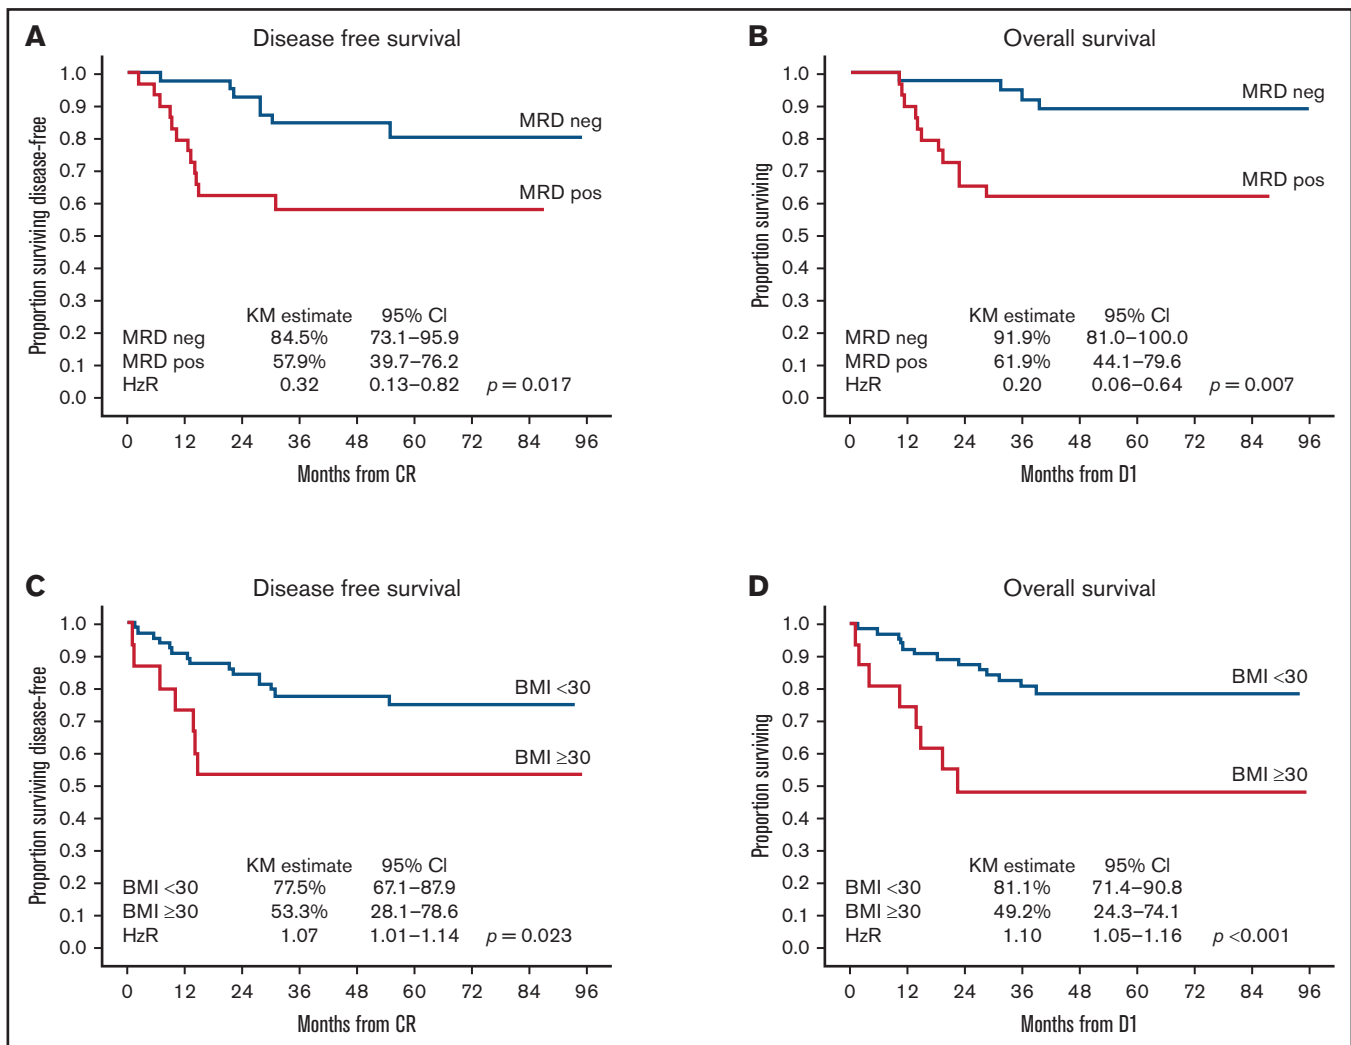 A
Disease free survival
Proportion surviving disease-free
1.0
0.9
0.8
0.7
0.6
0.5
0.4
0.3
0.2
0.1
0.0
MRD neg
MRD pos
KM estimate 95% CI
MRD neg 84.5% 73.1–95.9
MRD pos 57.9% 39.7–76.2
HzR 0.32 0.13–0.82 p = 0.017
0 12 24 36 48 60 72 84 96
Months from CR
B
Overall survival
Proportion surviving
1.0
0.9
0.8
0.7
0.6
0.5
0.4
0.3
0.2
0.1
0.0
MRD neg
MRD pos
KM estimate 95% CI
MRD neg 91.9% 81.0–100.0
MRD pos 61.9% 44.1–79.6
HzR 0.20 0.06–0.64 p = 0.007
0 12 24 36 48 60 72 84 96
Months from D1
C
Disease free survival
Proportion surviving disease-free
1.0
0.9
0.8
0.7
0.6
0.5
0.4
0.3
0.2
0.1
0.0
BMI <30
BMI ≥30
KM estimate 95% CI
BMI <30 77.5% 67.1–87.9
BMI ≥30 53.3% 28.1–78.6
HzR 1.07 1.01–1.14 p = 0.023
0 12 24 36 48 60 72 84 96
Months from CR
D
Overall survival
Proportion surviving
1.0
0.9
0.8
0.7
0.6
0.5
0.4
0.3
0.2
0.1
0.0
BMI <30
BMI ≥30
KM estimate 95% CI
BMI <30 81.1% 71.4–90.8
BMI ≥30 49.2% 24.3–74.1
HzR 1.10 1.05–1.16 p <0.001
0 12 24 36 48 60 72 84 96
Months from D1